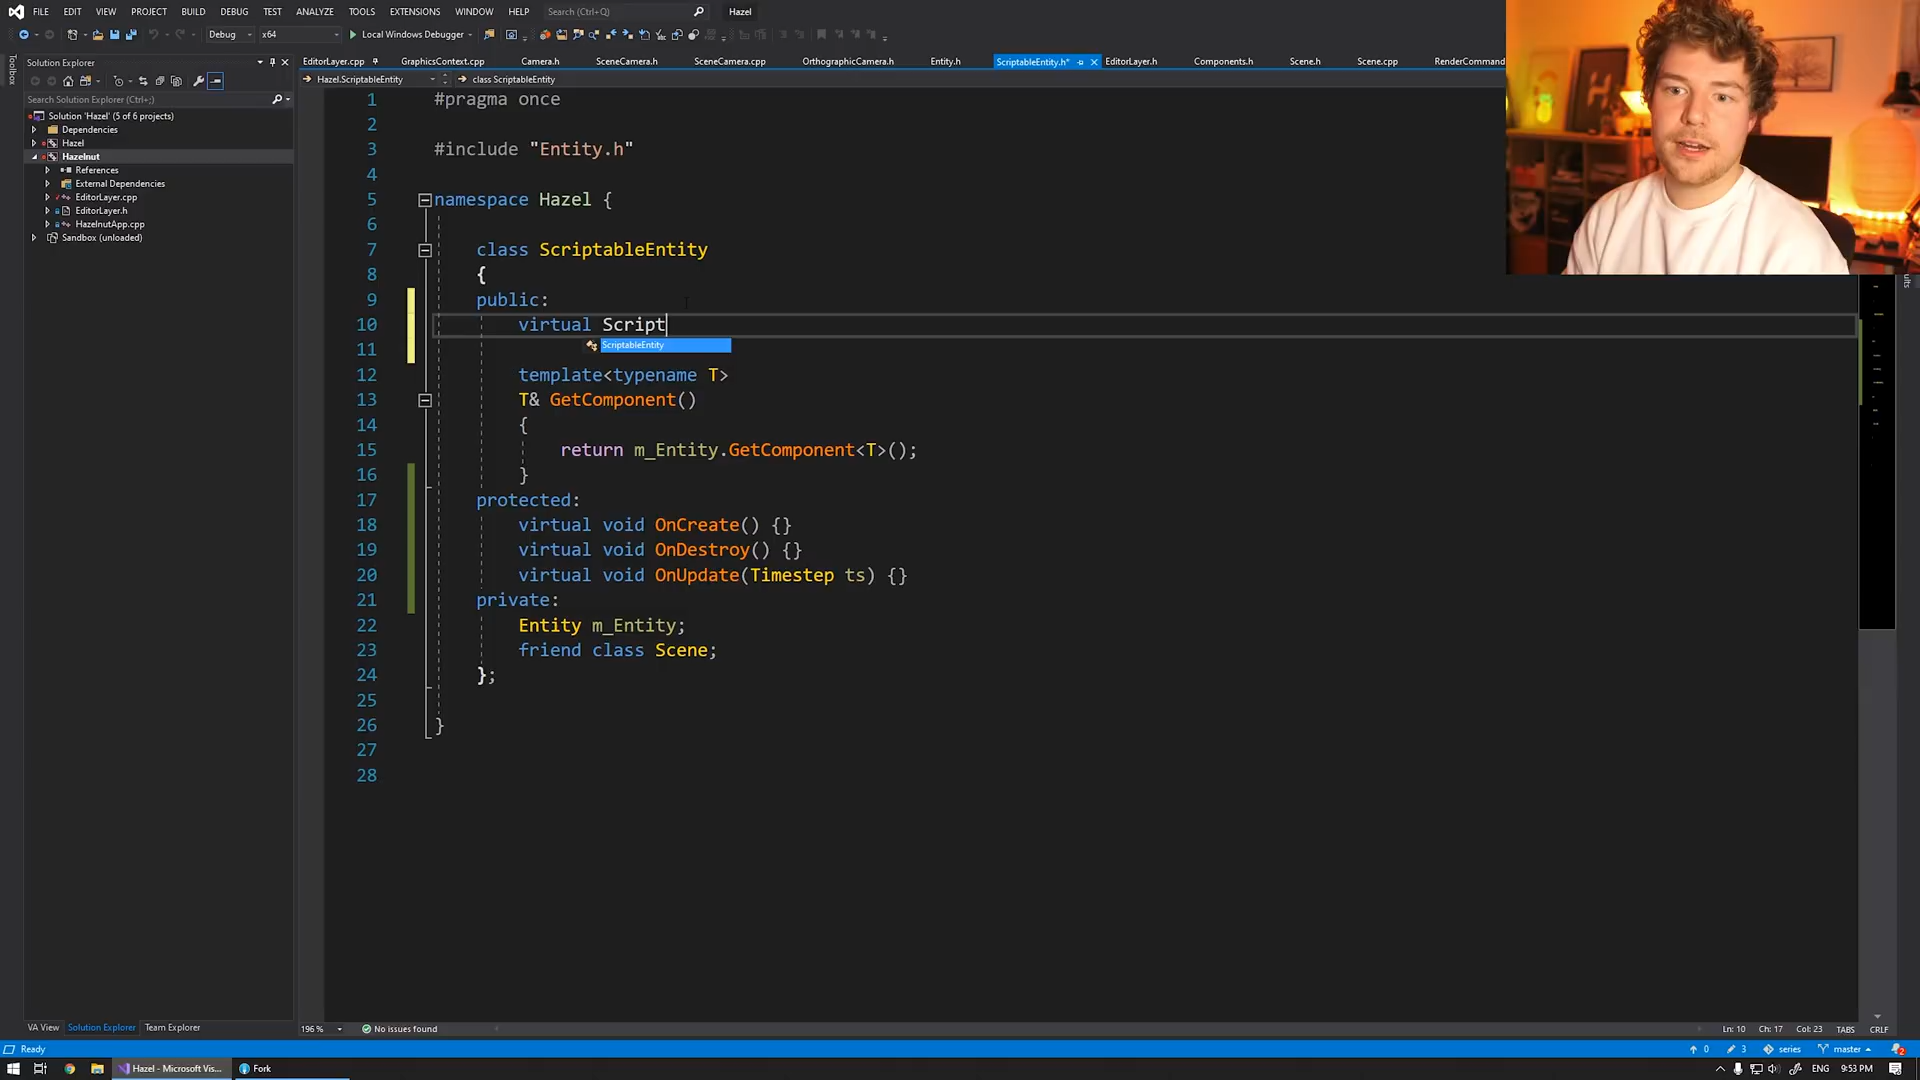 FILE EDIT VIEW PROJECT BUILD DEBUG TEST ANALYZE TOOLS EXTENSIONS WINDOW HELP Search (Ctrl+Q) Hazel
Debug x64 Local Windows Debugger
Toolbox
Solution Explorer
Search Solution Explorer (Ctrl+;)
Solution 'Hazel' (5 of 6 projects)
Dependencies
Hazel
Hazelnut
References
External Dependencies
EditorLayer.cpp
EditorLayer.h
HazelnutApp.cpp
Sandbox (unloaded)
VA View Solution Explorer Team Explorer
EditorLayer.cpp GraphicsContext.cpp Camera.h SceneCamera.h SceneCamera.cpp OrthographicCamera.h Entity.h ScriptableEntity.h* EditorLayer.h Components.h Scene.h Scene.cpp RenderCommand
Hazel.ScriptableEntity class ScriptableEntity
1 #pragma once
2
3 #include "Entity.h"
4
5 namespace Hazel {
6
7 class ScriptableEntity
8 {
9 public:
10 virtual Script
ScriptableEntity
11
12 template<typename T>
13 T& GetComponent()
14 {
15 return m_Entity.GetComponent<T>();
16 }
17 protected:
18 virtual void OnCreate() {}
19 virtual void OnDestroy() {}
20 virtual void OnUpdate(Timestep ts) {}
21 private:
22 Entity m_Entity;
23 friend class Scene;
24 };
25
26 }
27
28
196 % No issues found Ln: 10 Ch: 17 Col: 23 TABS CRLF
Ready 0 3 series master 2
Hazel - Microsoft Vis... Fork ENG 9:53 PM